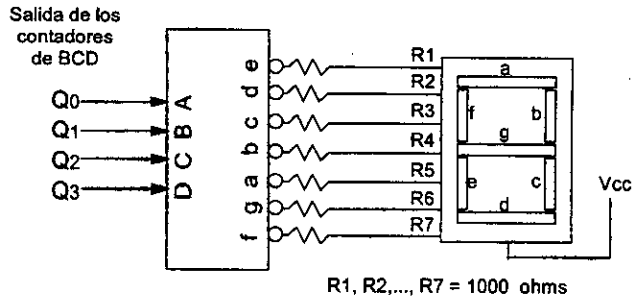 Salida de los
contadores
de BCD
Q0
Q1
Q2
Q3
A
B
C
D
e
d
c
b
a
g
f
R1
R2
R3
R4
R5
R6
R7
a
f
b
g
e
c
d
Vcc
R1, R2,..., R7 = 1000 ohms